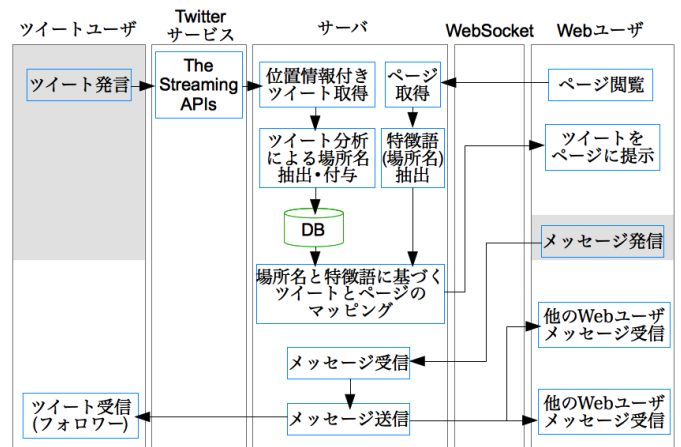 ツイートユーザ
Twitter
サービス
サーバ
WebSocket
Webユーザ
ツイート発言
The
Streaming
APIs
位置情報付き
ツイート取得
ページ
取得
ページ閲覧
ツイート分析
による場所名
抽出・付与
特徴語
(場所名)
抽出
ツイートを
ページに提示
DB
メッセージ発信
場所名と特徴語に基づく
ツイートとページの
マッピング
他のWebユーザ
メッセージ受信
メッセージ受信
ツイート受信
(フォロワー)
メッセージ送信
他のWebユーザ
メッセージ受信